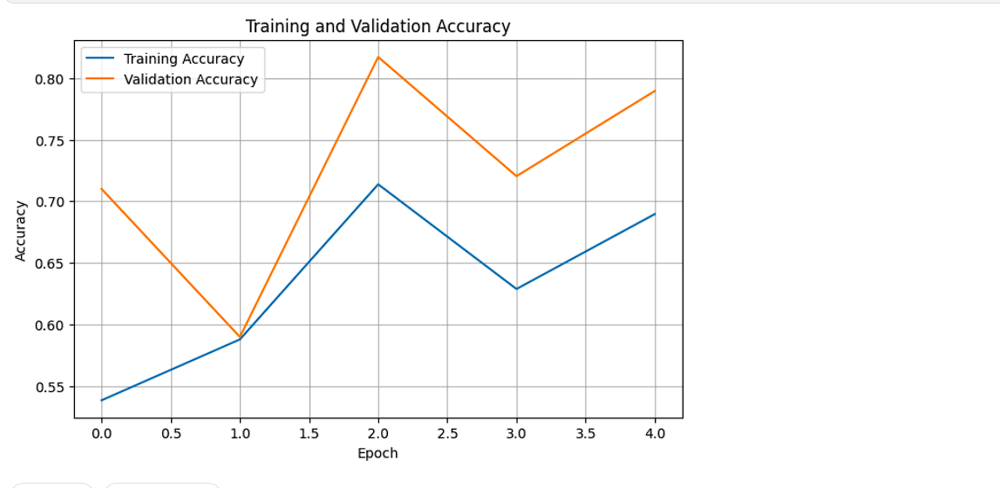 Training and Validation Accuracy
Training Accuracy
Validation Accuracy
0.80
0.75
0.70
0.65
0.60
0.55
Accuracy
0.0 0.5 1.0 1.5 2.0 2.5 3.0 3.5 4.0
Epoch